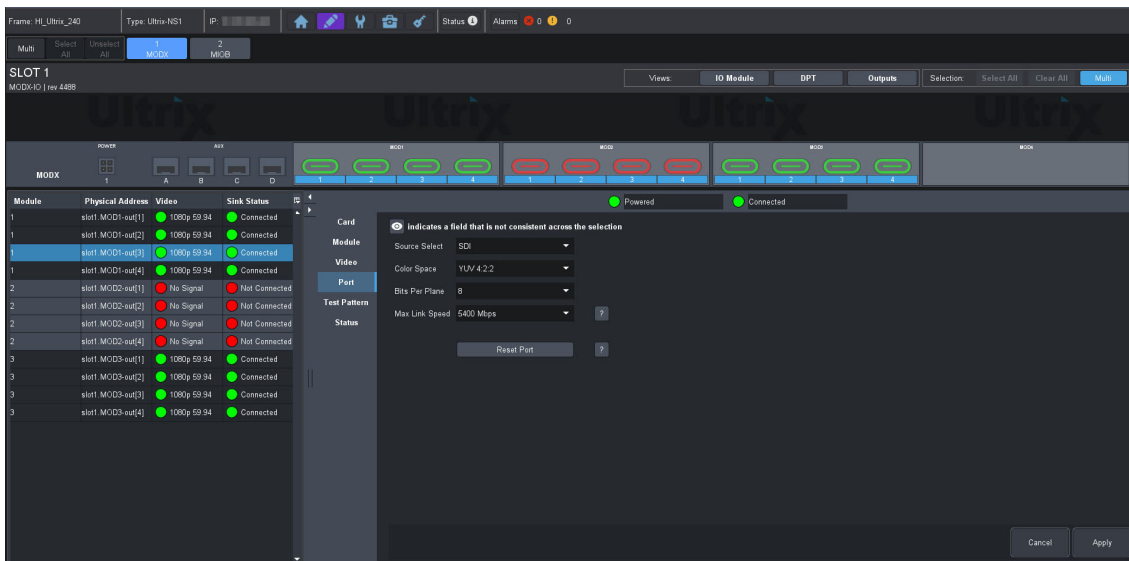 Frame: HI_Ultrix_240 Type: Ultrix-NS1 IP: Status Alarms 0 0
Multi Select All Unselect All 1 MODX 2 MIOB
SLOT 1
MODX-IO | rev 4488
Views: IO Module DPT Outputs Selection: Select All Clear All Multi
Ultrix Ultrix Ultrix Ultrix
POWER AUX MOD1 MOD2 MOD3 MOD4
MODX 1 A B C D 1 2 3 4 1 2 3 4 1 2 3 4
Module Physical Address Video Sink Status
1 slot1.MOD1-out[1] 1080p 59.94 Connected
1 slot1.MOD1-out[2] 1080p 59.94 Connected
1 slot1.MOD1-out[3] 1080p 59.94 Connected
1 slot1.MOD1-out[4] 1080p 59.94 Connected
2 slot1.MOD2-out[1] No Signal Not Connected
2 slot1.MOD2-out[2] No Signal Not Connected
2 slot1.MOD2-out[3] No Signal Not Connected
2 slot1.MOD2-out[4] No Signal Not Connected
3 slot1.MOD3-out[1] 1080p 59.94 Connected
3 slot1.MOD3-out[2] 1080p 59.94 Connected
3 slot1.MOD3-out[3] 1080p 59.94 Connected
3 slot1.MOD3-out[4] 1080p 59.94 Connected
Card
Module
Video
Port
Test Pattern
Status
Powered Connected
indicates a field that is not consistent across the selection
Source Select SDI
Color Space YUV 4:2:2
Bits Per Plane 8
Max Link Speed 5400 Mbps ?
Reset Port ?
Cancel Apply